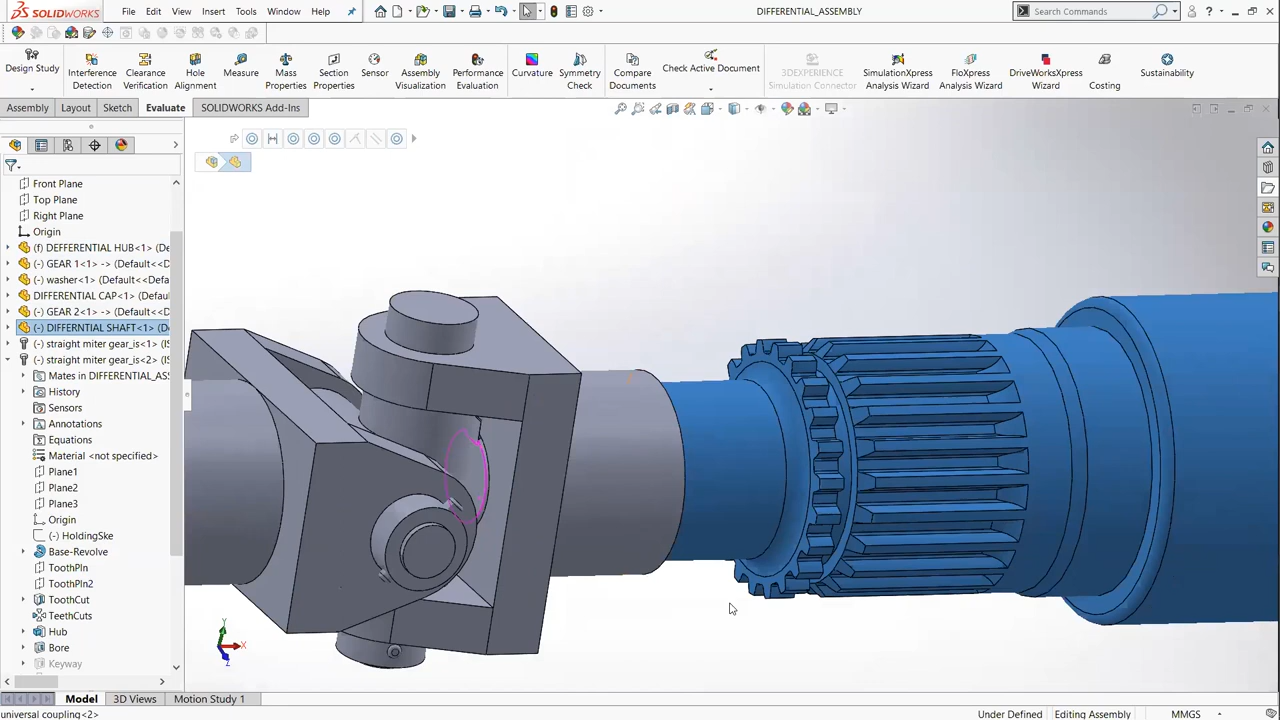 SOLIDWORKS File Edit View Insert Tools Window Help DIFFERENTIAL_ASSEMBLY Search Commands
Design Study
Interference Detection
Clearance Verification
Hole Alignment
Measure
Mass Properties
Section Properties
Sensor
Assembly Visualization
Performance Evaluation
Curvature
Symmetry Check
Compare Documents
Check Active Document
3DEXPERIENCE Simulation Connector
SimulationXpress Analysis Wizard
FloXpress Analysis Wizard
DriveWorksXpress Wizard
Costing
Sustainability
Assembly Layout Sketch Evaluate SOLIDWORKS Add-Ins
Front Plane
Top Plane
Right Plane
Origin
(f) DEFFERENTIAL HUB<1> (De
(-) GEAR 1<1> -> (Default<<D
(-) washer<1> (Default<<Defa
DIFFERENTIAL CAP<1> (Defau
(-) GEAR 2<1> -> (Default<<D
(-) DIFFERNTIAL SHAFT<1> (D
(-) straight miter gear_is<1> (IS
(-) straight miter gear_is<2> (IS
Mates in DIFFERENTIAL_ASS
History
Sensors
Annotations
Equations
Material <not specified>
Plane1
Plane2
Plane3
Origin
(-) HoldingSke
Base-Revolve
ToothPln
ToothPln2
ToothCut
TeethCuts
Hub
Bore
Keyway
Y
X
Z
Model 3D Views Motion Study 1
universal coupling<2> Under Defined Editing Assembly MMGS